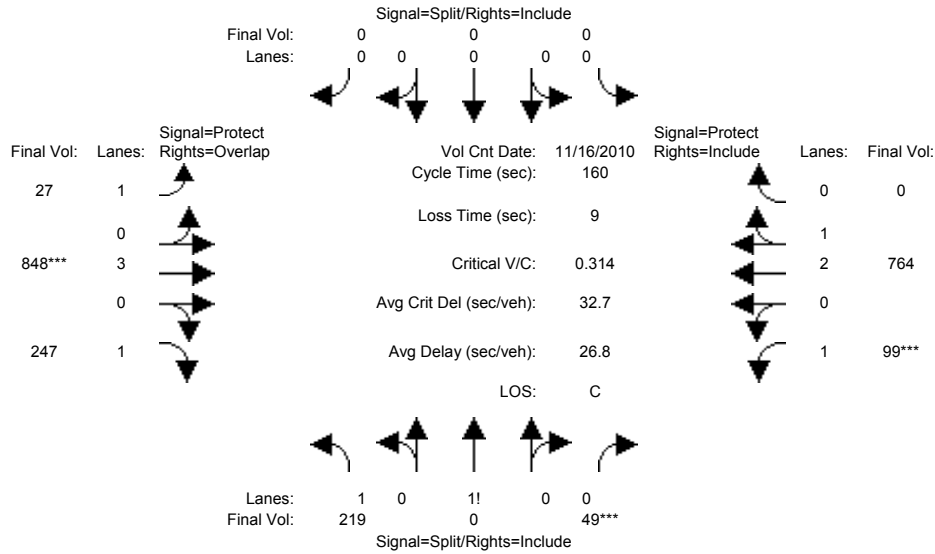 Signal=Split/Rights=Include
Final Vol: 0 0 0
Lanes: 0 0 0 0 0
Signal=Protect Signal=Protect
Final Vol: Lanes: Rights=Overlap Vol Cnt Date: 11/16/2010 Rights=Include Lanes: Final Vol:
Cycle Time (sec): 160
27 1 0 0
Loss Time (sec): 9
0 1
848*** 3 Critical V/C: 0.314 2 764
0 Avg Crit Del (sec/veh): 32.7 0
247 1 Avg Delay (sec/veh): 26.8 1 99***
LOS: C
Lanes: 1 0 1! 0 0
Final Vol: 219 0 49***
Signal=Split/Rights=Include